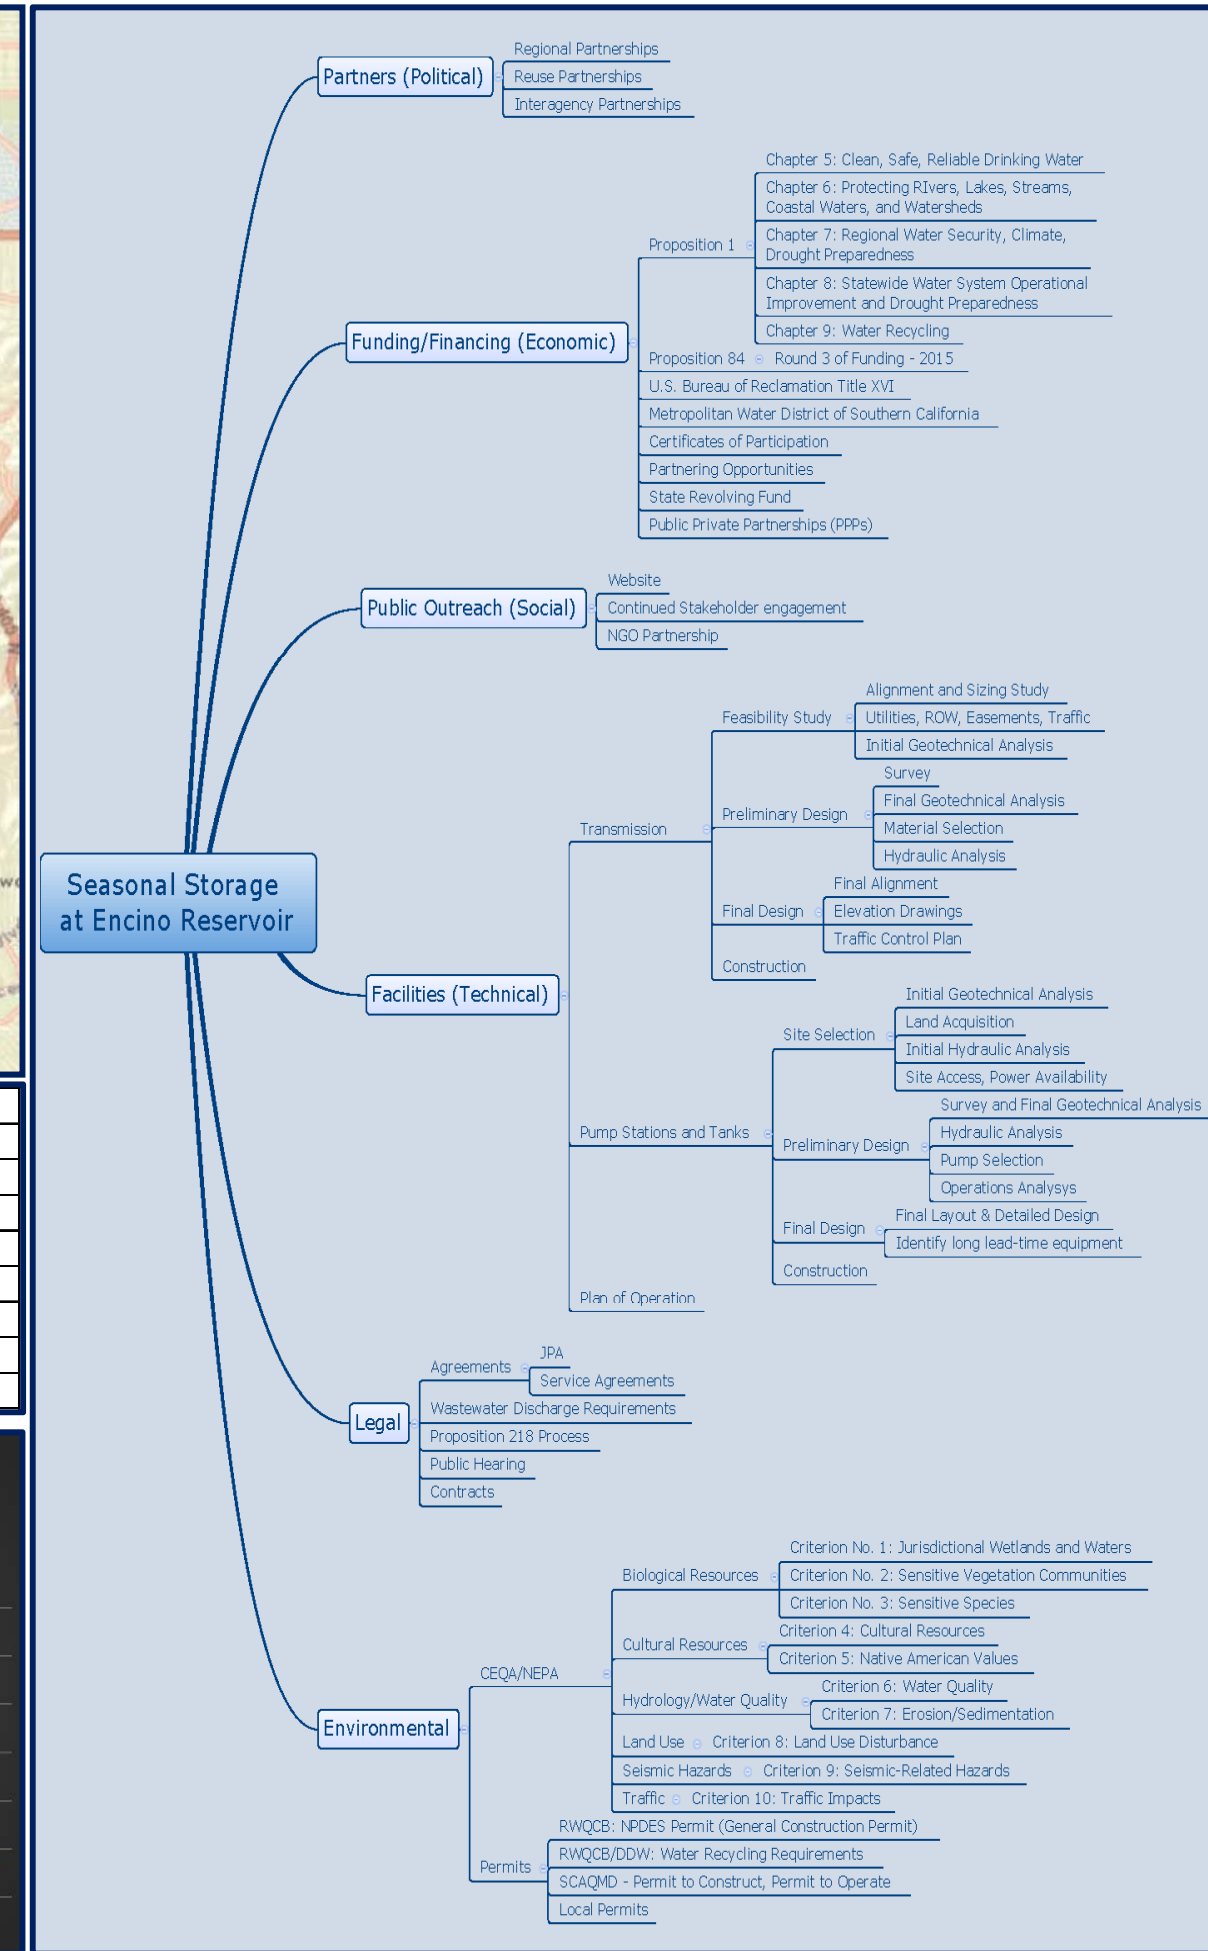 Partners (Political)
Regional Partnerships
Reuse Partnerships
Interagency Partnerships
Funding/Financing (Economic)
Proposition 1
Chapter 5: Clean, Safe, Reliable Drinking Water
Chapter 6: Protecting RIvers, Lakes, Streams,
Coastal Waters, and Watersheds
Chapter 7: Regional Water Security, Climate,
Drought Preparedness
Chapter 8: Statewide Water System Operational
Improvement and Drought Preparedness
Chapter 9: Water Recycling
Proposition 84
Round 3 of Funding - 2015
U.S. Bureau of Reclamation Title XVI
Metropolitan Water District of Southern California
Certificates of Participation
Partnering Opportunities
State Revolving Fund
Public Private Partnerships (PPPs)
Public Outreach (Social)
Website
Continued Stakeholder engagement
NGO Partnership
Seasonal Storage
at Encino Reservoir
Facilities (Technical)
Transmission
Feasibility Study
Alignment and Sizing Study
Utilities, ROW, Easements, Traffic
Initial Geotechnical Analysis
Preliminary Design
Survey
Final Geotechnical Analysis
Material Selection
Hydraulic Analysis
Final Design
Final Alignment
Elevation Drawings
Traffic Control Plan
Construction
Pump Stations and Tanks
Site Selection
Initial Geotechnical Analysis
Land Acquisition
Initial Hydraulic Analysis
Site Access, Power Availability
Preliminary Design
Survey and Final Geotechnical Analysis
Hydraulic Analysis
Pump Selection
Operations Analysys
Final Design
Final Layout & Detailed Design
Identify long lead-time equipment
Construction
Plan of Operation
Legal
Agreements
JPA
Service Agreements
Wastewater Discharge Requirements
Proposition 218 Process
Public Hearing
Contracts
Environmental
CEQA/NEPA
Biological Resources
Criterion No. 1: Jurisdictional Wetlands and Waters
Criterion No. 2: Sensitive Vegetation Communities
Criterion No. 3: Sensitive Species
Cultural Resources
Criterion 4: Cultural Resources
Criterion 5: Native American Values
Hydrology/Water Quality
Criterion 6: Water Quality
Criterion 7: Erosion/Sedimentation
Land Use
Criterion 8: Land Use Disturbance
Seismic Hazards
Criterion 9: Seismic-Related Hazards
Traffic
Criterion 10: Traffic Impacts
Permits
RWQCB: NPDES Permit (General Construction Permit)
RWQCB/DDW: Water Recycling Requirements
SCAQMD - Permit to Construct, Permit to Operate
Local Permits